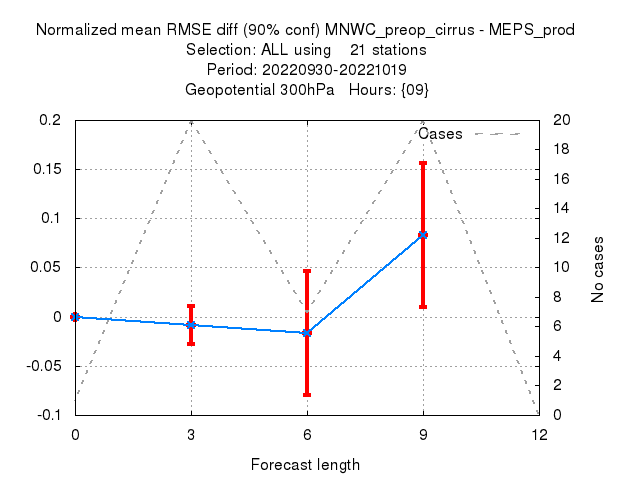 Normalized mean RMSE diff (90% conf) MNWC_preop_cirrus - MEPS_prod
Selection: ALL using 21 stations
Period: 20220930-20221019
Geopotential 300hPa Hours: {09}
Cases
0.2
0.15
0.1
0.05
0
-0.05
-0.1
20
18
16
14
12
10
8
6
4
2
0
No cases
0 3 6 9 12
Forecast length